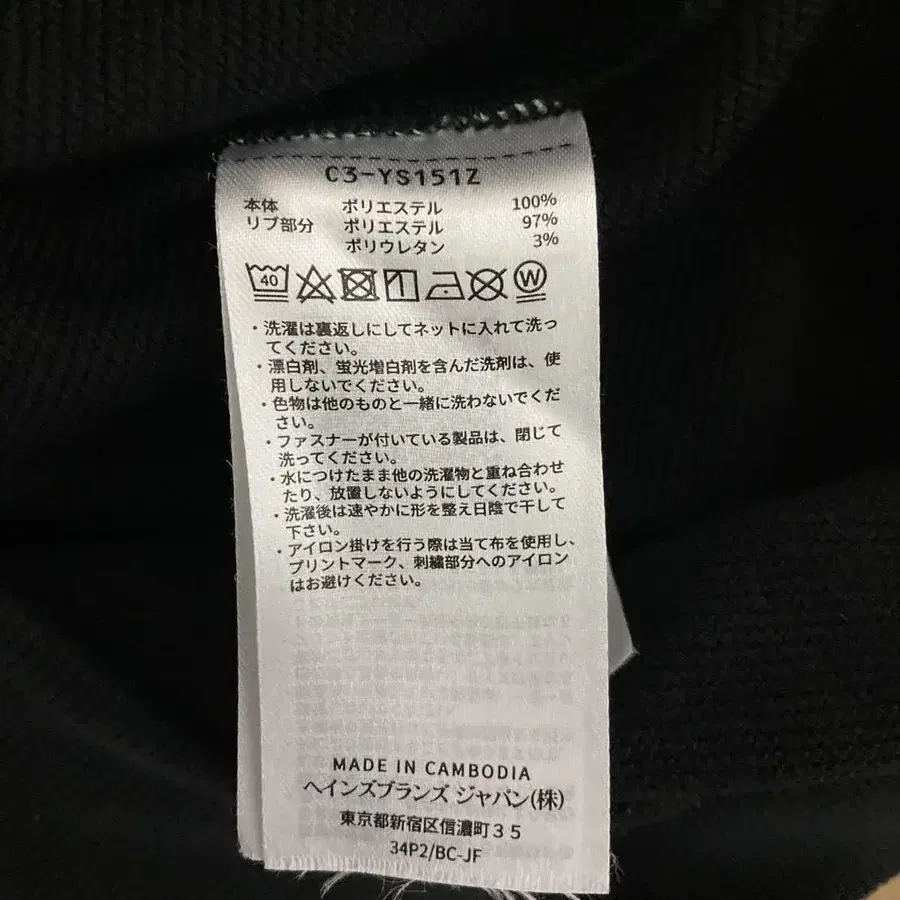 C3-YS151Z
本体 ポリエステル 100%
リブ部分 ポリエステル 97%
ポリウレタン 3%
40
W
・洗濯は裏返しにしてネットに入れて洗っ
てください。
・漂白剤、蛍光増白剤を含んだ洗剤は、使
用しないでください。
・色物は他のものと一緒に洗わないでくだ
さい。
・ファスナーが付いている製品は、閉じて
洗ってください。
・水につけたまま他の洗濯物と重ね合わせ
たり、放置しないようにしてください。
・洗濯後は速やかに形を整え日陰で干して
下さい。
・アイロン掛けを行う際は当て布を使用し、
プリントマーク、刺繍部分へのアイロン
はお避けください。
MADE IN CAMBODIA
ヘインズブランズ ジャパン(株)
東京都新宿区信濃町35
34P2/BC-JF